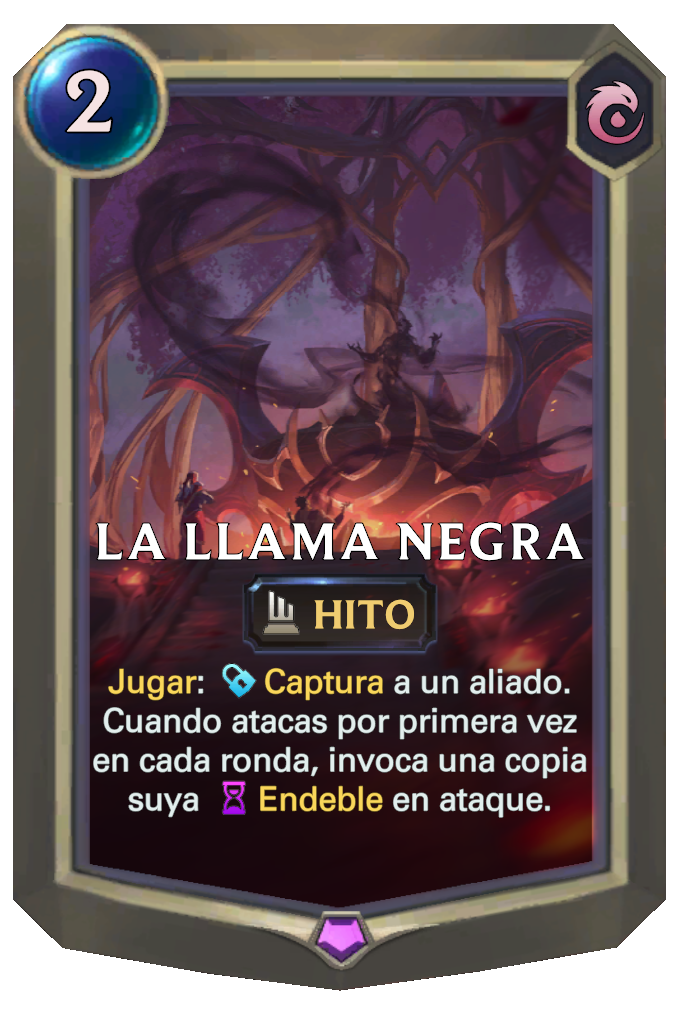 2
LA LLAMA NEGRA
HITO
Jugar: Captura a un aliado.
Cuando atacas por primera vez
en cada ronda, invoca una copia
suya Endeble en ataque.